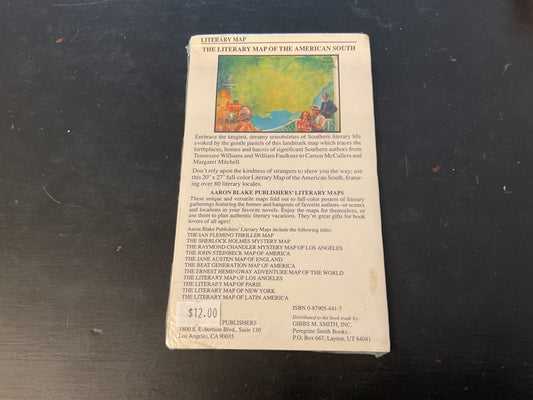 LITERARY MAP
THE LITERARY MAP OF THE AMERICAN SOUTH
Embrace the tangled, dreamy sensibilities of Southern literary life
evoked by the gentle pastels of this landmark map which traces the
birthplaces, homes and haunts of significant Southern authors from
Tennessee Williams and William Faulkner to Carson McCullers and
Margaret Mitchell.
Don't rely upon the kindness of strangers to show you the way; use
this 20" x 27" full-color Literary Map of the American South, featur-
ing over 80 literary locales.
AARON BLAKE PUBLISHERS' LITERARY MAPS
These unique and versatile maps fold out to full-color posters of literary
gatherings featuring the homes and hangouts of favorite authors–or scenes
and locations in your favorite novels. Enjoy the maps for themselves, or
use them to plan authentic literary vacations. They're great gifts for book
lovers of all ages!
Aaron Blake Publishers' Literary Maps include the following titles:
THE IAN FLEMING THRILLER MAP
THE SHERLOCK HOLMES MYSTERY MAP
THE RAYMOND CHANDLER MYSTERY MAP OF LOS ANGELES
THE JOHN STEINBECK MAP OF AMERICA
THE JANE AUSTEN MAP OF ENGLAND
THE BEAT GENERATION MAP OF AMERICA
THE ERNEST HEMINGWAY ADVENTURE MAP OF THE WORLD
THE LITERARY MAP OF LOS ANGELES
THE LITERARY MAP OF PARIS
THE LITERARY MAP OF NEW YORK
THE LITERARY MAP OF LATIN AMERICA
$12.00
PUBLISHERS
1800 S. Robertson Blvd., Suite 130
Los Angeles, CA 90035
ISBN 0-87905-441-7
Distributed to the book trade by:
GIBBS M. SMITH, INC.
Peregrine Smith Books
P.O. Box 667, Layton, UT 84041